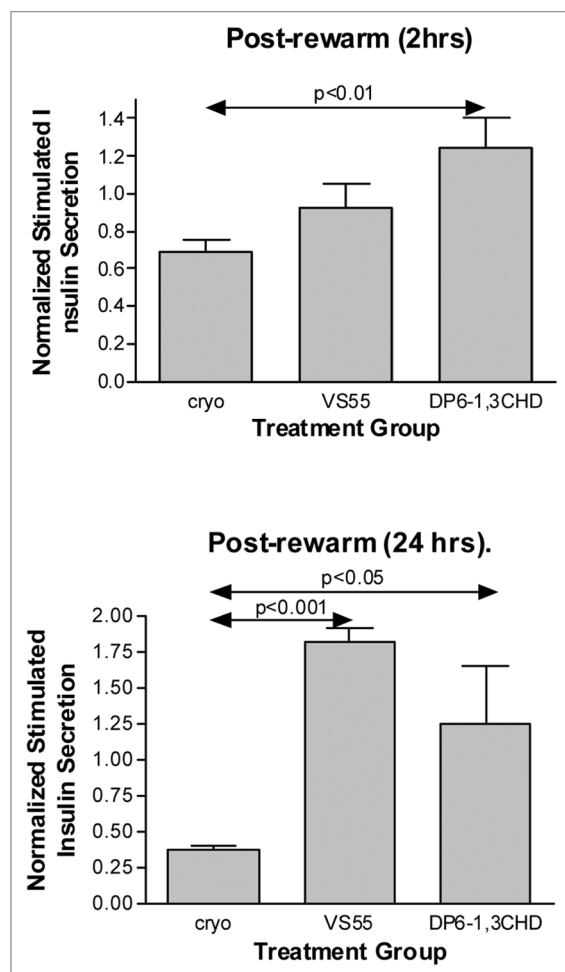 Post-rewarm (2hrs)
p<0.01
Normalized Stimulated I
nsulin Secretion
1.4
1.2
1.0
0.8
0.6
0.4
0.2
0.0
cryo VS55 DP6-1,3CHD
Treatment Group
Post-rewarm (24 hrs).
p<0.05
p<0.001
Normalized Stimulated
Insulin Secretion
2.00
1.75
1.50
1.25
1.00
0.75
0.50
0.25
0.00
cryo VS55 DP6-1,3CHD
Treatment Group